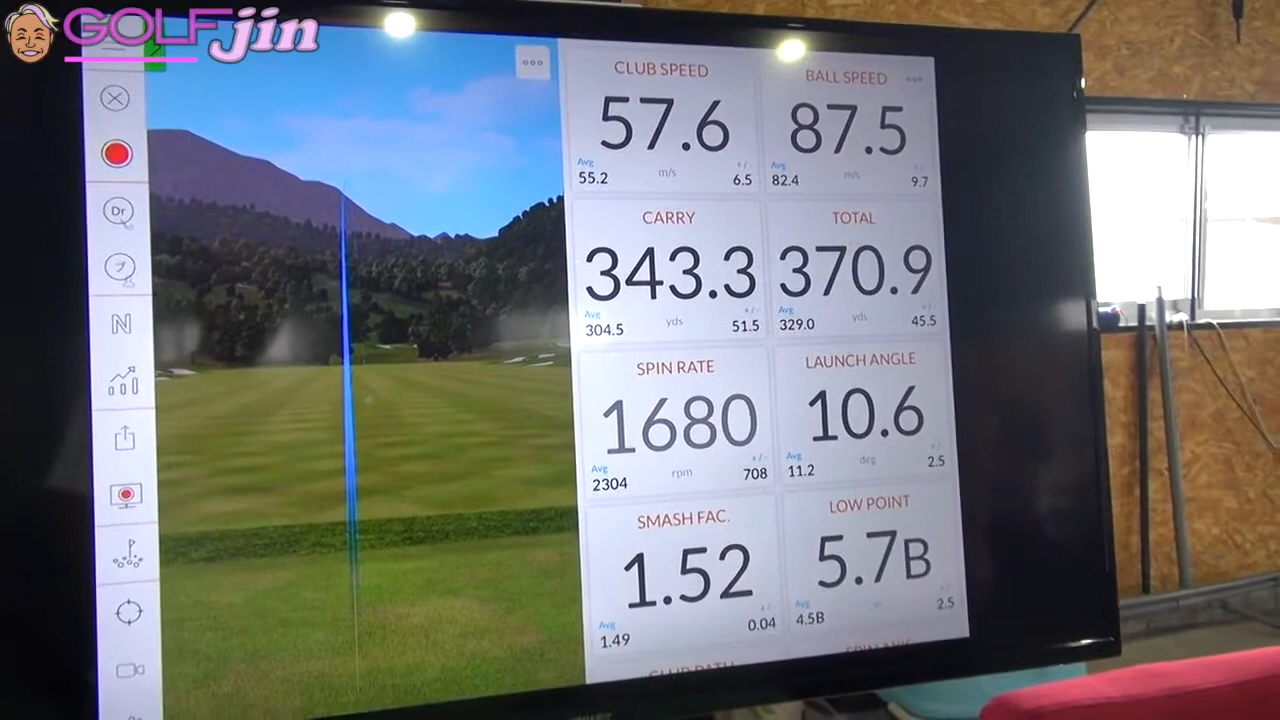 GOLFjin
CLUB SPEED
57.6
Avg
55.2
m/s
+/-
6.5
BALL SPEED
87.5
Avg
82.4
m/s
+/-
9.7
CARRY
343.3
Avg
304.5
yds
+/-
51.5
TOTAL
370.9
Avg
329.0
yds
+/-
45.5
SPIN RATE
1680
Avg
2304
rpm
+/-
708
LAUNCH ANGLE
10.6
Avg
11.2
deg
+/-
2.5
SMASH FAC.
1.52
Avg
1.49
+/-
0.04
LOW POINT
5.7B
Avg
4.5B
+/-
2.5
CLUB PATH
Dr
フ
N